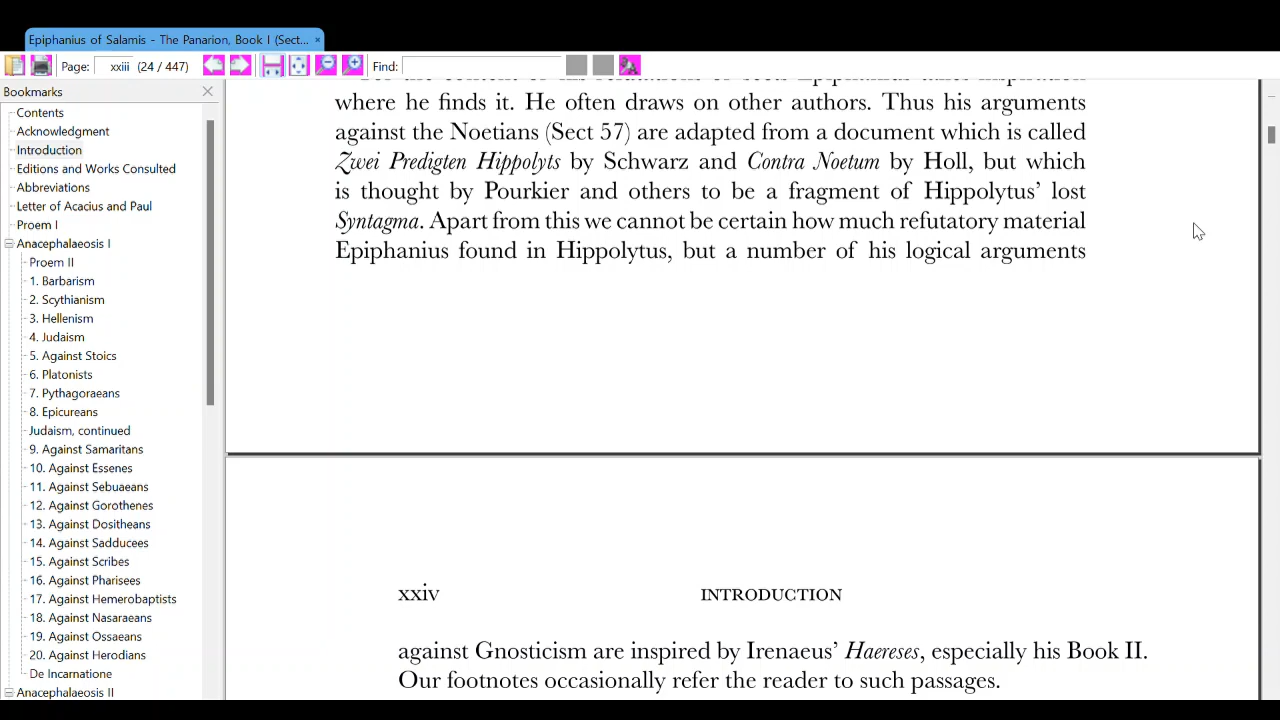 Epiphanius of Salamis - The Panarion, Book I (Sect...
Page: xxiii (24 / 447) Find:
Bookmarks
Contents
Acknowledgment
Introduction
Editions and Works Consulted
Abbreviations
Letter of Acacius and Paul
Proem I
Anacephalaeosis I
Proem II
1. Barbarism
2. Scythianism
3. Hellenism
4. Judaism
5. Against Stoics
6. Platonists
7. Pythagoraeans
8. Epicureans
Judaism, continued
9. Against Samaritans
10. Against Essenes
11. Against Sebuaeans
12. Against Gorothenes
13. Against Dositheans
14. Against Sadducees
15. Against Scribes
16. Against Pharisees
17. Against Hemerobaptists
18. Against Nasaraeans
19. Against Ossaeans
20. Against Herodians
De Incarnatione
Anacephalaeosis II
where he finds it. He often draws on other authors. Thus his arguments
against the Noetians (Sect 57) are adapted from a document which is called
Zwei Predigten Hippolyts by Schwarz and Contra Noetum by Holl, but which
is thought by Pourkier and others to be a fragment of Hippolytus’ lost
Syntagma. Apart from this we cannot be certain how much refutatory material
Epiphanius found in Hippolytus, but a number of his logical arguments
xxiv INTRODUCTION
against Gnosticism are inspired by Irenaeus’ Haereses, especially his Book II.
Our footnotes occasionally refer the reader to such passages.